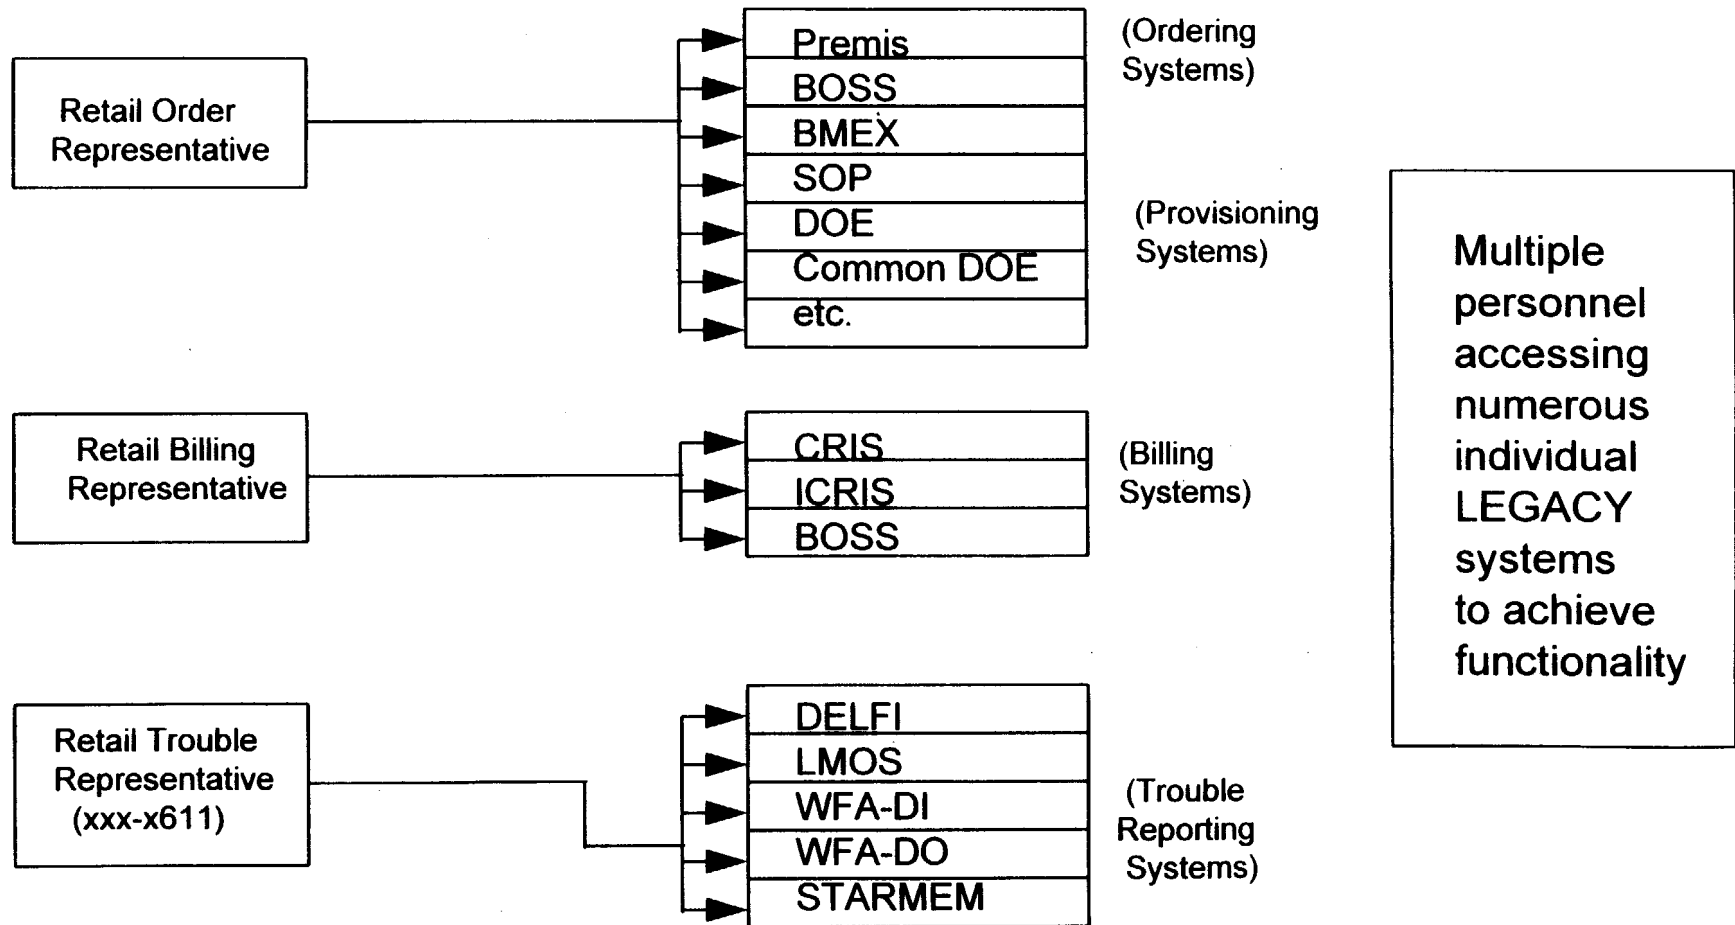 Retail Order
Representative
Premis
BOSS
BMEX
SOP
DOE
Common DOE
etc.
(Ordering
Systems)
(Provisioning
Systems)
Retail Billing
Representative
CRIS
ICRIS
BOSS
(Billing
Systems)
Retail Trouble
Representative
(xxx-x611)
DELFI
LMOS
WFA-DI
WFA-DO
STARMEM
(Trouble
Reporting
Systems)
Multiple
personnel
accessing
numerous
individual
LEGACY
systems
to achieve
functionality